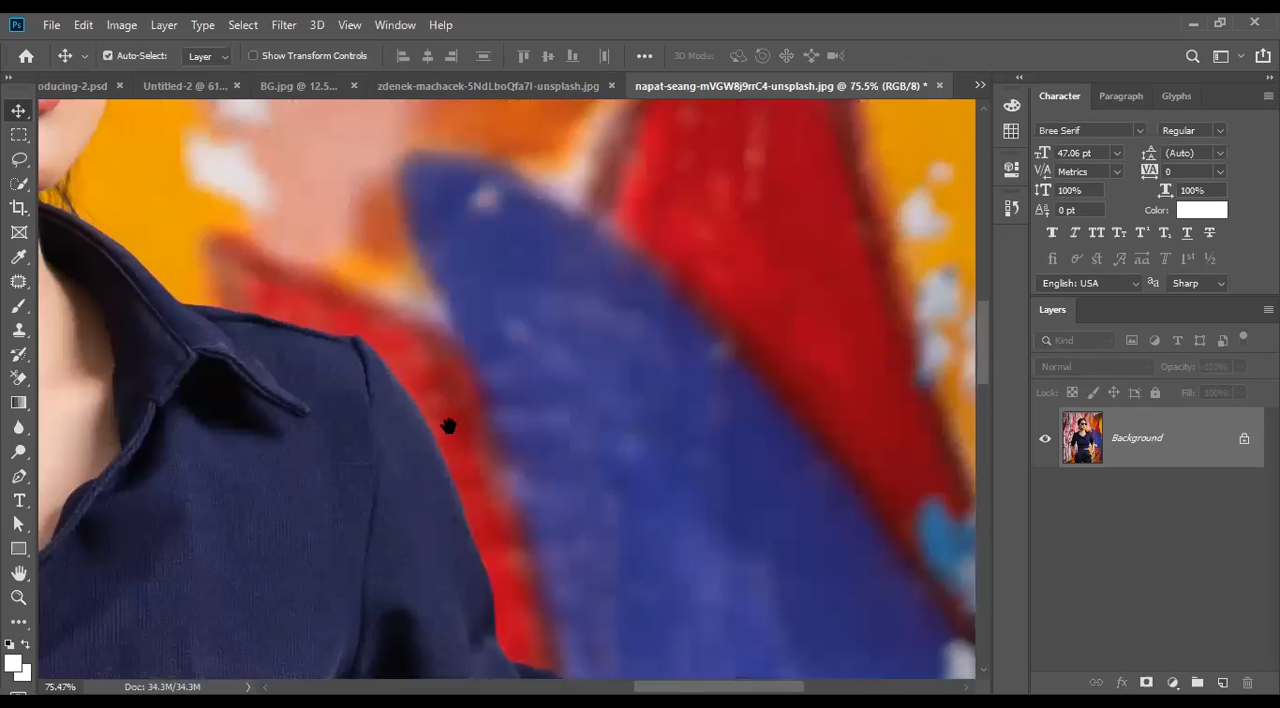 Ps File Edit Image Layer Type Select Filter 3D View Window Help
Auto-Select: Layer Show Transform Controls 3D Mode:
oducing-2.psd Untitled-2 @ 61... BG.jpg @ 12.5... zdenek-machacek-5NdLboQfa7I-unsplash.jpg napat-seang-mVGW8j9rrC4-unsplash.jpg @ 75.5% (RGB/8) *
Character Paragraph Glyphs
Bree Serif Regular
47.06 pt (Auto)
Metrics 0
100% 100%
0 pt Color:
English: USA Sharp
Layers
Kind
Normal Opacity: 100%
Lock: Fill: 100%
Background
75.47% Doc: 34.3M/34.3M